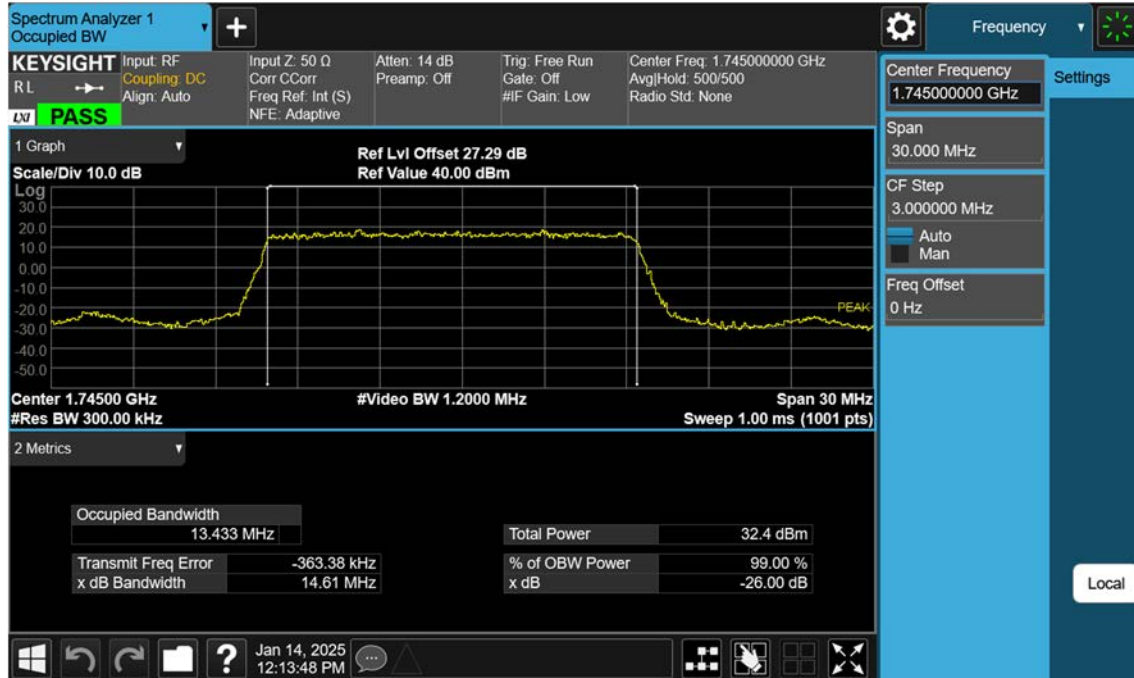 Spectrum Analyzer 1
Occupied BW
Frequency
KEYSIGHT
R L
LXI
PASS
Input: RF
Coupling: DC
Align: Auto
Input Z: 50 Ω
Corr CCorr
Freq Ref: Int (S)
NFE: Adaptive
Atten: 14 dB
Preamp: Off
Trig: Free Run
Gate: Off
#IF Gain: Low
Center Freq: 1.745000000 GHz
Avg|Hold: 500/500
Radio Std: None
Center Frequency
1.745000000 GHz
Settings
Span
30.000 MHz
CF Step
3.000000 MHz
Auto
Man
Freq Offset
0 Hz
Local
1 Graph
Ref Lvl Offset 27.29 dB
Scale/Div 10.0 dB
Ref Value 40.00 dBm
Log
30.0
20.0
10.0
0.00
-10.0
-20.0
-30.0
-40.0
-50.0
PEAK
Center 1.74500 GHz
#Video BW 1.2000 MHz
Span 30 MHz
#Res BW 300.00 kHz
Sweep 1.00 ms (1001 pts)
2 Metrics
Occupied Bandwidth
13.433 MHz
Total Power 32.4 dBm
Transmit Freq Error -363.38 kHz
% of OBW Power 99.00 %
x dB Bandwidth 14.61 MHz
x dB -26.00 dB
?
Jan 14, 2025
12:13:48 PM